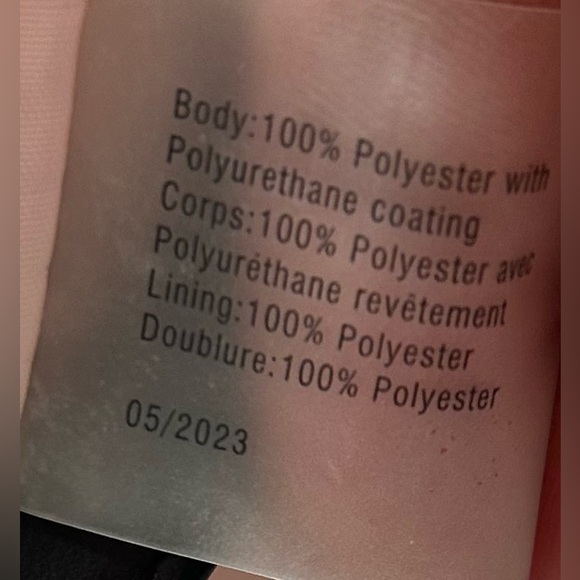 Body:100% Polyester with
Polyurethane coating
Corps:100% Polyester avec
Polyuréthane revêtement
Lining:100% Polyester
Doublure:100% Polyester
05/2023